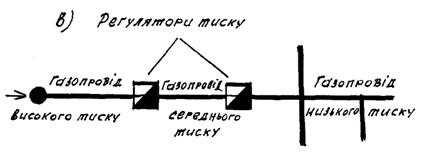 в) Регулятори тиску
Газопровід
високого тиску
Газопровід
середнього
тиску
Газопровід
низького тиску